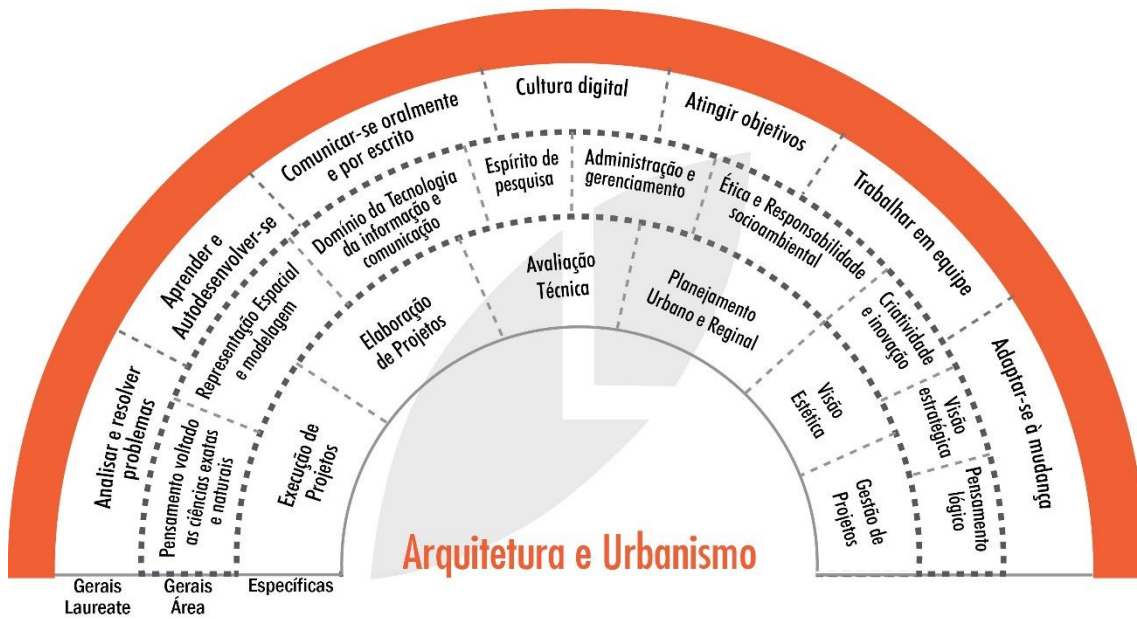 Analisar e resolver
problemas
Aprender e
Autodesenvolver-se
Comunicar-se oralmente
e por escrito
Cultura digital
Atingir objetivos
Trabalhar em equipe
Adaptar-se à mudança
Pensamento voltado
as ciências exatas
e naturais
Representação Espacial
e modelagem
Domínio da Tecnologia
da informação e
comunicação
Espírito de
pesquisa
Administração e
gerenciamento
Ética e Responsabilidade
socioambiental
Criatividade
e inovação
Visão
estratégica
Pensamento
lógico
Execução de
Projetos
Elaboração
de Projetos
Avaliação
Técnica
Planejamento
Urbano e Reginal
Visão
Estética
Gestão de
Projetos
Arquitetura e Urbanismo
Gerais
Laureate
Gerais
Área
Específicas